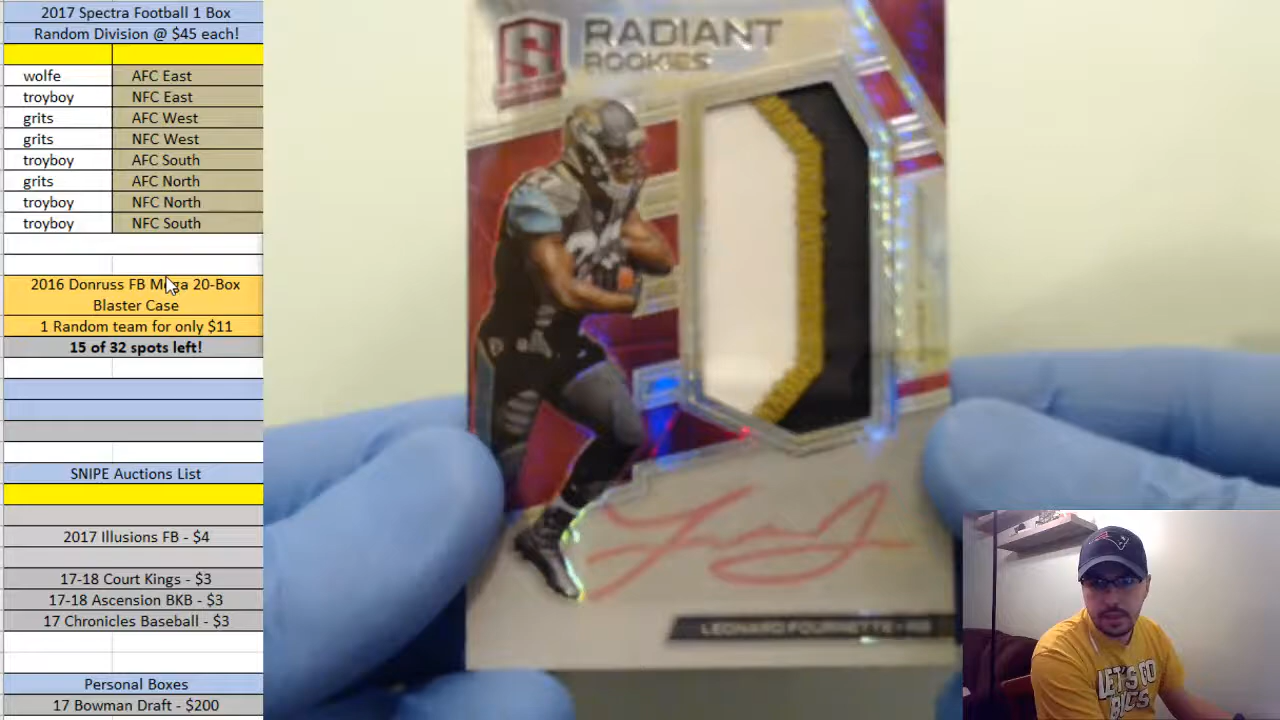 2017 Spectra Football 1 Box
Random Division @ $45 each!
wolfe AFC East
troyboy NFC East
grits AFC West
grits NFC West
troyboy AFC South
grits AFC North
troyboy NFC North
troyboy NFC South
2016 Donruss FB Mega 20-Box
Blaster Case
1 Random team for only $11
15 of 32 spots left!
SNIPE Auctions List
2017 Illusions FB - $4
17-18 Court Kings - $3
17-18 Ascension BKB - $3
17 Chronicles Baseball - $3
Personal Boxes
17 Bowman Draft - $200
RADIANT
ROOKIES
LEONARD FOURNETTE • RB
LET'S GO